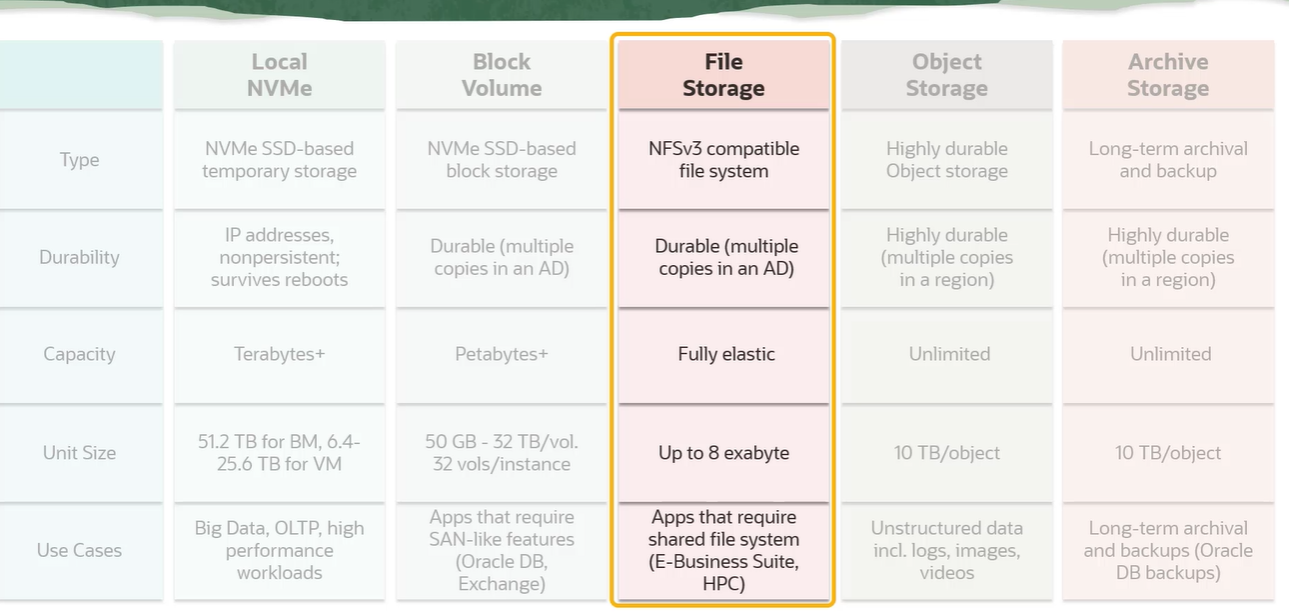 Local
NVMe
Block
Volume
File
Storage
Object
Storage
Archive
Storage
Type
NVMe SSD-based
temporary storage
NVMe SSD-based
block storage
NFSv3 compatible
file system
Highly durable
Object storage
Long-term archival
and backup
Durability
IP addresses,
nonpersistent;
survives reboots
Durable (multiple
copies in an AD)
Durable (multiple
copies in an AD)
Highly durable
(multiple copies
in a region)
Highly durable
(multiple copies
in a region)
Capacity
Terabytes+
Petabytes+
Fully elastic
Unlimited
Unlimited
Unit Size
51.2 TB for BM, 6.4-
25.6 TB for VM
50 GB - 32 TB/vol.
32 vols/instance
Up to 8 exabyte
10 TB/object
10 TB/object
Use Cases
Big Data, OLTP, high
performance
workloads
Apps that require
SAN-like features
(Oracle DB,
Exchange)
Apps that require
shared file system
(E-Business Suite,
HPC)
Unstructured data
incl. logs, images,
videos
Long-term archival
and backups (Oracle
DB backups)